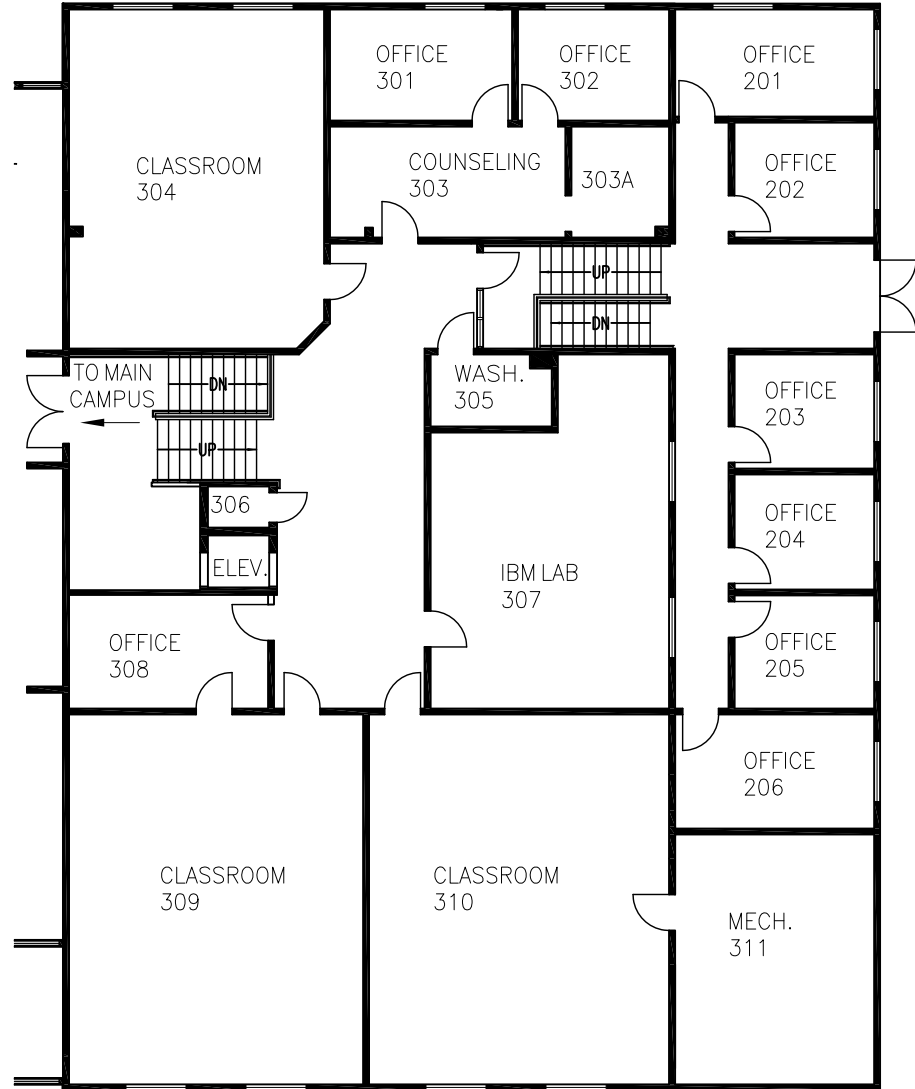 OFFICE
301
OFFICE
302
OFFICE
201
CLASSROOM
304
COUNSELING
303
303A
OFFICE
202
UP
DN
TO MAIN
CAMPUS
DN
UP
WASH.
305
OFFICE
203
306
ELEV.
OFFICE
204
IBM LAB
307
OFFICE
308
OFFICE
205
OFFICE
206
CLASSROOM
309
CLASSROOM
310
MECH.
311